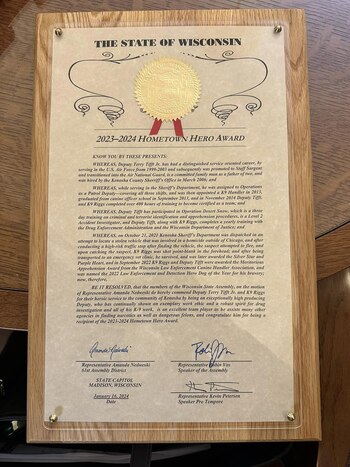 THE STATE OF WISCONSIN
2023–2024 HOMETOWN HERO AWARD
KNOW YOU BY THESE PRESENTS:
WHEREAS, Deputy Terry Tifft Jr. has had a distinguished service oriented career, by
serving in the U.S. Air Force from 1999-2003 and subsequently was promoted to Staff Sergeant
and transitioned into the Air National Guard, is a committed family man as a father of two, and
was hired by the Kenosha County Sheriff's Office in March 2006; and
WHEREAS, while serving in the Sheriff's Department, he was assigned to Operations
as a Patrol Deputy—covering all three shifts, and was then appointed a K9 handler in 2013,
graduated from canine officer school in September 2013, and in November 2018 Deputy Tifft
and K9 Riggs completed over 480 hours of training to become certified as a team; and
WHEREAS, Deputy Tifft has participated in Operation Desert Snow, which is a three
day training on criminal and terrorist identification and apprehension procedures, is a Level 2
Accident Investigator, and Deputy Tifft, along with K9 Riggs, completed a search warrant with
the Drug Enforcement Administration and the Wisconsin Department of Justice; and
WHEREAS, on October 21, 2021 Kenosha Sheriff's Department was dispatched in an
attempt to locate a stolen vehicle that was involved in a homicide outside of Chicago, and after
conducting a high-risk traffic stop after finding the vehicle, the suspect attempted to flee, and
upon catching the suspect, K9 Riggs was shot point-blank in the forehead,
transported to an emergency vet clinic, he survived, and was later awarded the Silver Star and
Purple Heart, and in September 2022 K9 Riggs and Deputy Tifft were awarded the Humination
Apprehension Award from the Wisconsin Law Enforcement Canine Handler Association, and
was named the 2022 Law Enforcement and Detection Hero Dog of the Year for his bravery;
now, therefore,
BE IT RESOLVED, that the members of the Wisconsin State Assembly, on the motion
of Representative Amanda Nedweski do hereby commend Deputy Terry Tifft Jr. and K9 Riggs
for their heroic service to the community of Kenosha by being an exceptionally high producing
Deputy, who has continually shown an exemplary work ethic and a robust spirit for drug
investigation and all of his K-9 work, is an excellent team player as he assists many other
agencies in finding narcotics as well as dangerous felons, and congratulate him for being a
recipient of the 2023-2024 Hometown Hero Award.
Representative Amanda Nedweski
61st Assembly District
Representative Robin Vos
Speaker of the Assembly
STATE CAPITOL
MADISON, WISCONSIN
January 16, 2024
Date
Representative Kevin Petersen
Speaker Pro Tempore